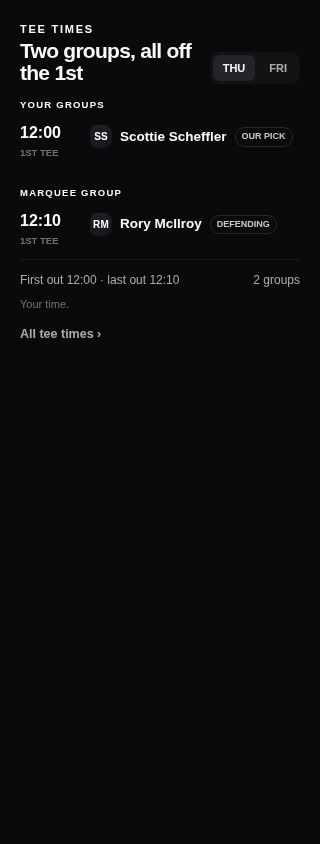 TEE TIMES
Two groups, all off
the 1st
THU
FRI
YOUR GROUPS
12:00
SS
Scottie Scheffler
OUR PICK
1ST TEE
MARQUEE GROUP
12:10
RM
Rory McIlroy
DEFENDING
1ST TEE
First out 12:00 · last out 12:10
2 groups
Your time.
All tee times ›